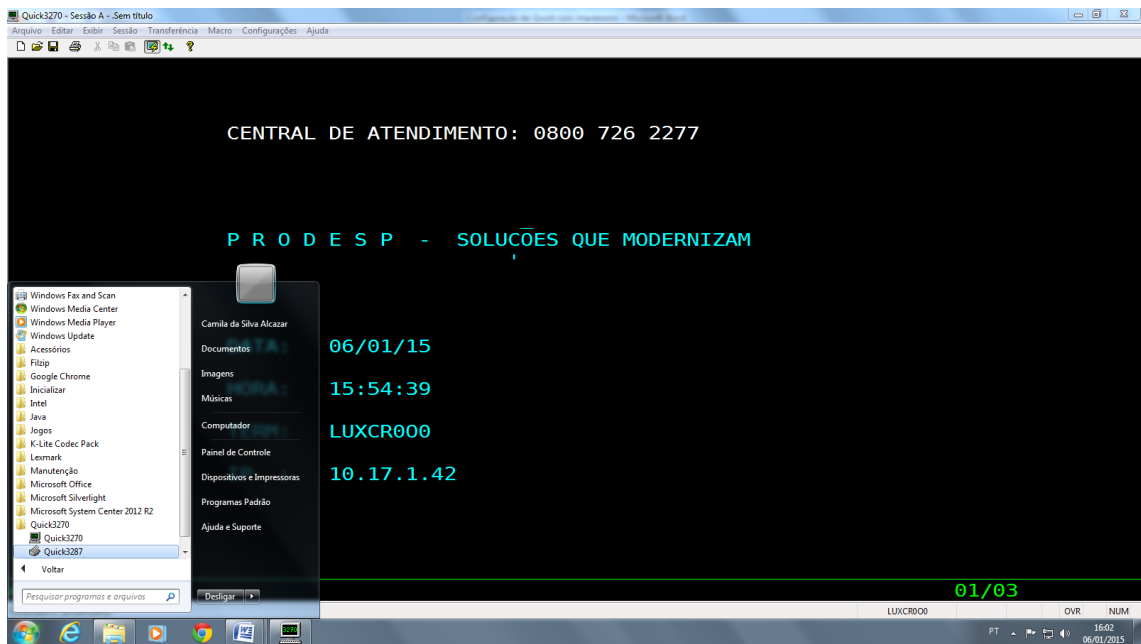 Quick3270 - Sessão A - .Sem título
Arquivo Editar Exibir Sessão Transferência Macro Configurações Ajuda
CENTRAL DE ATENDIMENTO: 0800 726 2277
P R O D E S P - SOLUCOES QUE MODERNIZAM
DATA: 06/01/15
HORA: 15:54:39
TERM: LUXCR0O0
IP : 10.17.1.42
Windows Fax and Scan
Windows Media Center
Windows Media Player
Windows Update
Acessórios
Filzip
Google Chrome
Inicializar
Intel
Java
Jogos
K-Lite Codec Pack
Lexmark
Manutenção
Microsoft Office
Microsoft Silverlight
Microsoft System Center 2012 R2
Quick3270
Quick3270
Quick3287
Voltar
Pesquisar programas e arquivos
Camila da Silva Alcazar
Documentos
Imagens
Músicas
Computador
Painel de Controle
Dispositivos e Impressoras
Programas Padrão
Ajuda e Suporte
Desligar
01/03
LUXCR0O0 OVR NUM
PT 16:02
06/01/2015